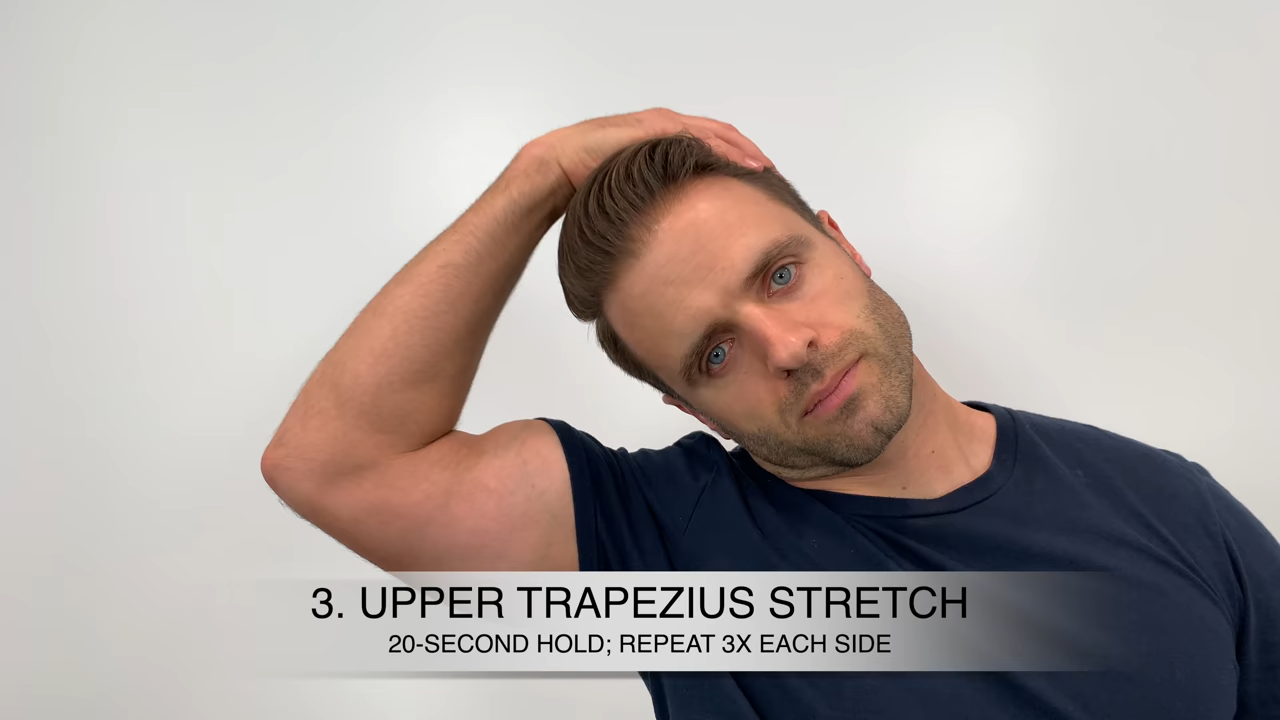 3. UPPER TRAPEZIUS STRETCH
20-SECOND HOLD; REPEAT 3X EACH SIDE